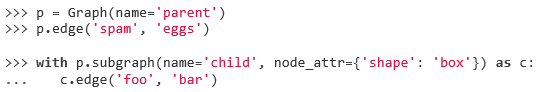 >>> p = Graph(name='parent')
>>> p.edge('spam', 'eggs')
>>> with p.subgraph(name='child', node_attr={'shape': 'box'}) as c:
...    c.edge('foo', 'bar')